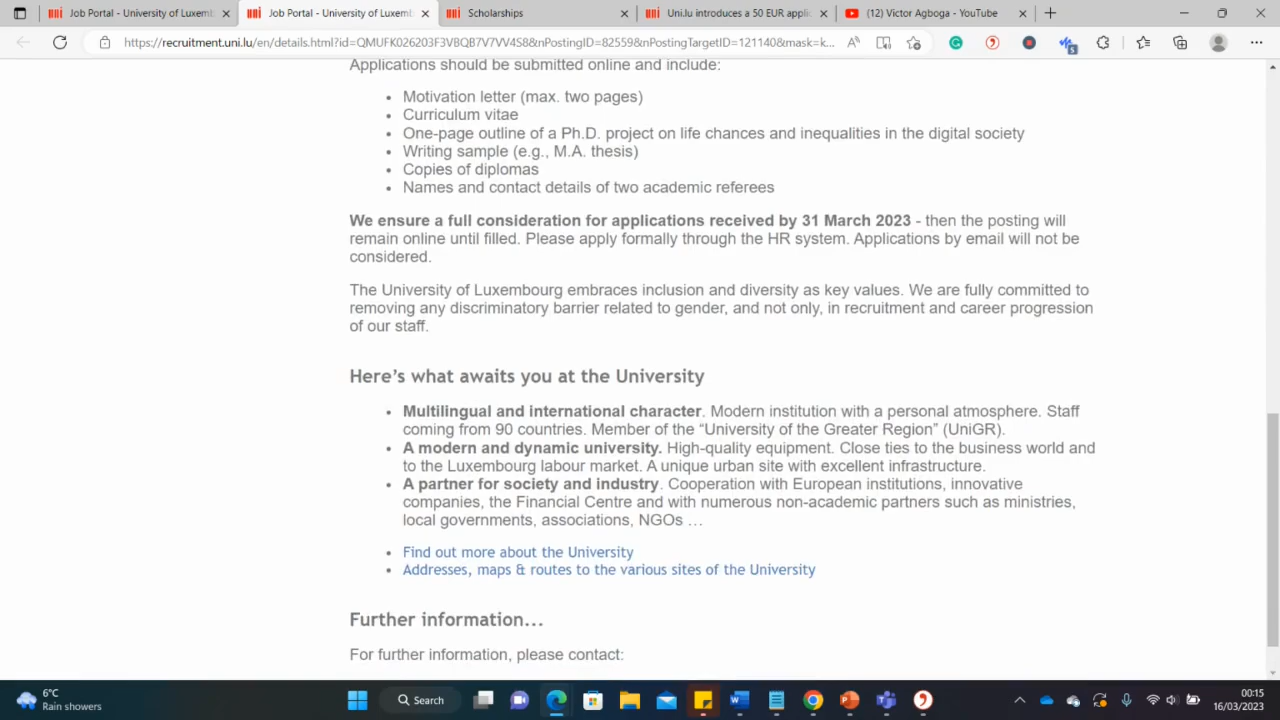 Job Portal - University of Luxemb
Job Portal - University of Luxemb
Scholarships
Uni.lu introduces a 50 EUR applic
(12) Victor Agboga - YouTube
https://recruitment.uni.lu/en/details.html?id=QMUFK026203F3VBQB7V7VV4S8&nPostingID=82559&nPostingTargetID=121140&mask=k...
Applications should be submitted online and include:
• Motivation letter (max. two pages)
• Curriculum vitae
• One-page outline of a Ph.D. project on life chances and inequalities in the digital society
• Writing sample (e.g., M.A. thesis)
• Copies of diplomas
• Names and contact details of two academic referees
We ensure a full consideration for applications received by 31 March 2023 - then the posting will
remain online until filled. Please apply formally through the HR system. Applications by email will not be
considered.
The University of Luxembourg embraces inclusion and diversity as key values. We are fully committed to
removing any discriminatory barrier related to gender, and not only, in recruitment and career progression
of our staff.
Here's what awaits you at the University
• Multilingual and international character. Modern institution with a personal atmosphere. Staff
coming from 90 countries. Member of the “University of the Greater Region” (UniGR).
• A modern and dynamic university. High-quality equipment. Close ties to the business world and
to the Luxembourg labour market. A unique urban site with excellent infrastructure.
• A partner for society and industry. Cooperation with European institutions, innovative
companies, the Financial Centre and with numerous non-academic partners such as ministries,
local governments, associations, NGOs …
• Find out more about the University
• Addresses, maps & routes to the various sites of the University
Further information...
For further information, please contact:
6°C
Rain showers
Search
00:15
16/03/2023